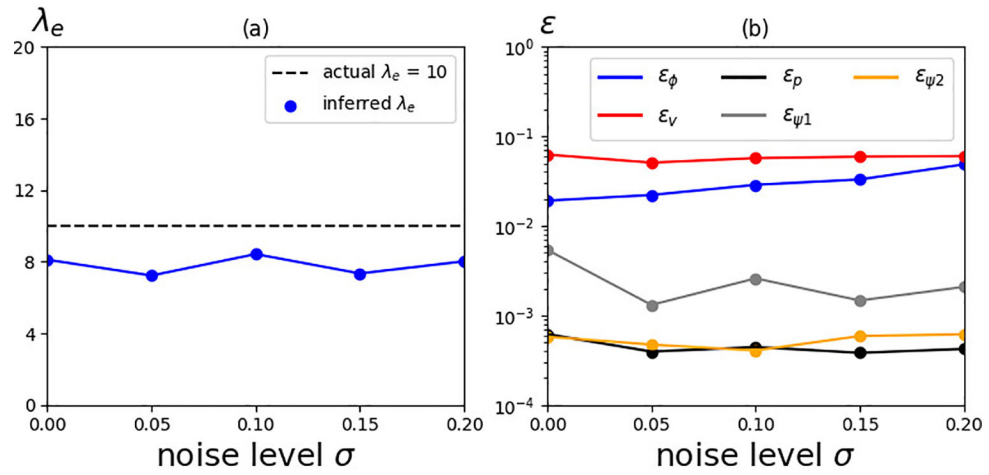 λe
(a)
20
16
12
8
4
0
0.00 0.05 0.10 0.15 0.20
noise level σ
actual λe = 10
inferred λe
ε
(b)
10^0
10^-1
10^-2
10^-3
10^-4
0.00 0.05 0.10 0.15 0.20
noise level σ
εϕ εp εψ2
εv εψ1